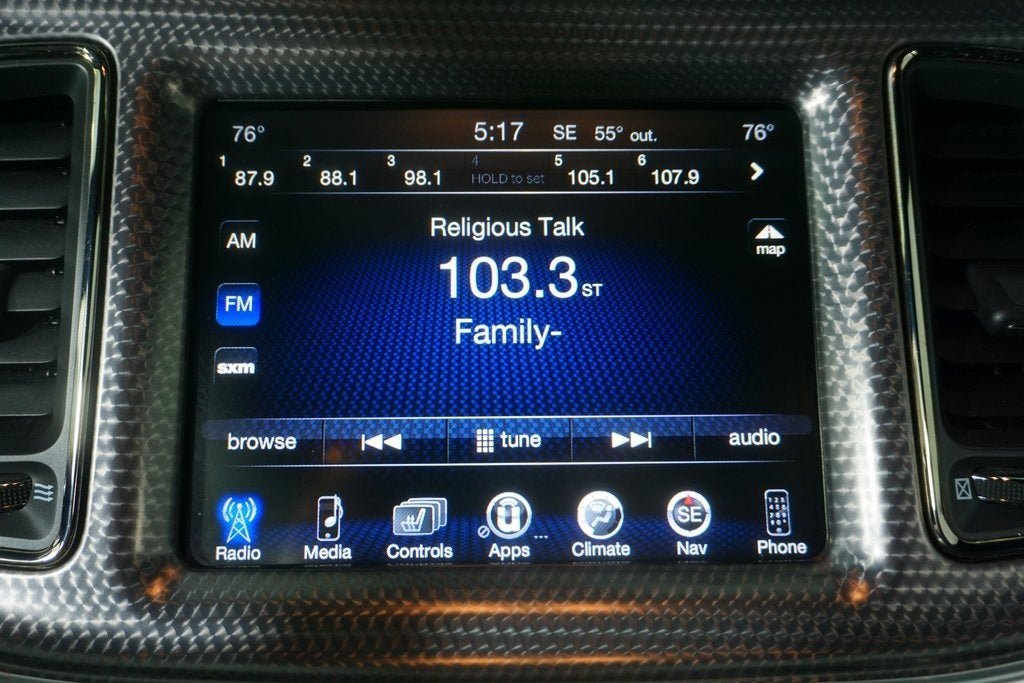 76° 5:17 SE 55° out. 76°
1 87.9 2 88.1 3 98.1 4 HOLD to set 5 105.1 6 107.9
Religious Talk
AM
map
103.3 ST
FM
Family-
sxm
browse tune audio
SE
Radio Media Controls Apps Climate Nav Phone